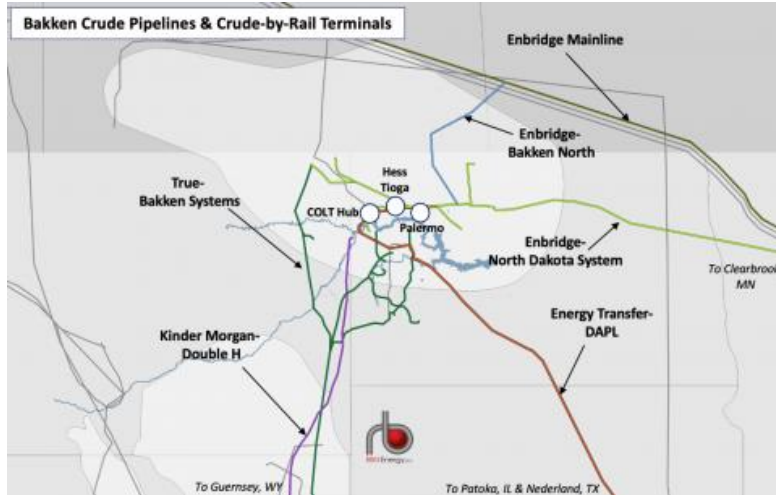 Bakken Crude Pipelines & Crude-by-Rail Terminals
Enbridge Mainline
Enbridge-
Bakken North
Hess
Tioga
True-
Bakken Systems
COLT Hub
Palermo
Enbridge-
North Dakota System
To Clearbrook
MN
Energy Transfer-
DAPL
Kinder Morgan-
Double H
To Guernsey, WY
To Patoka, IL & Nederland, TX